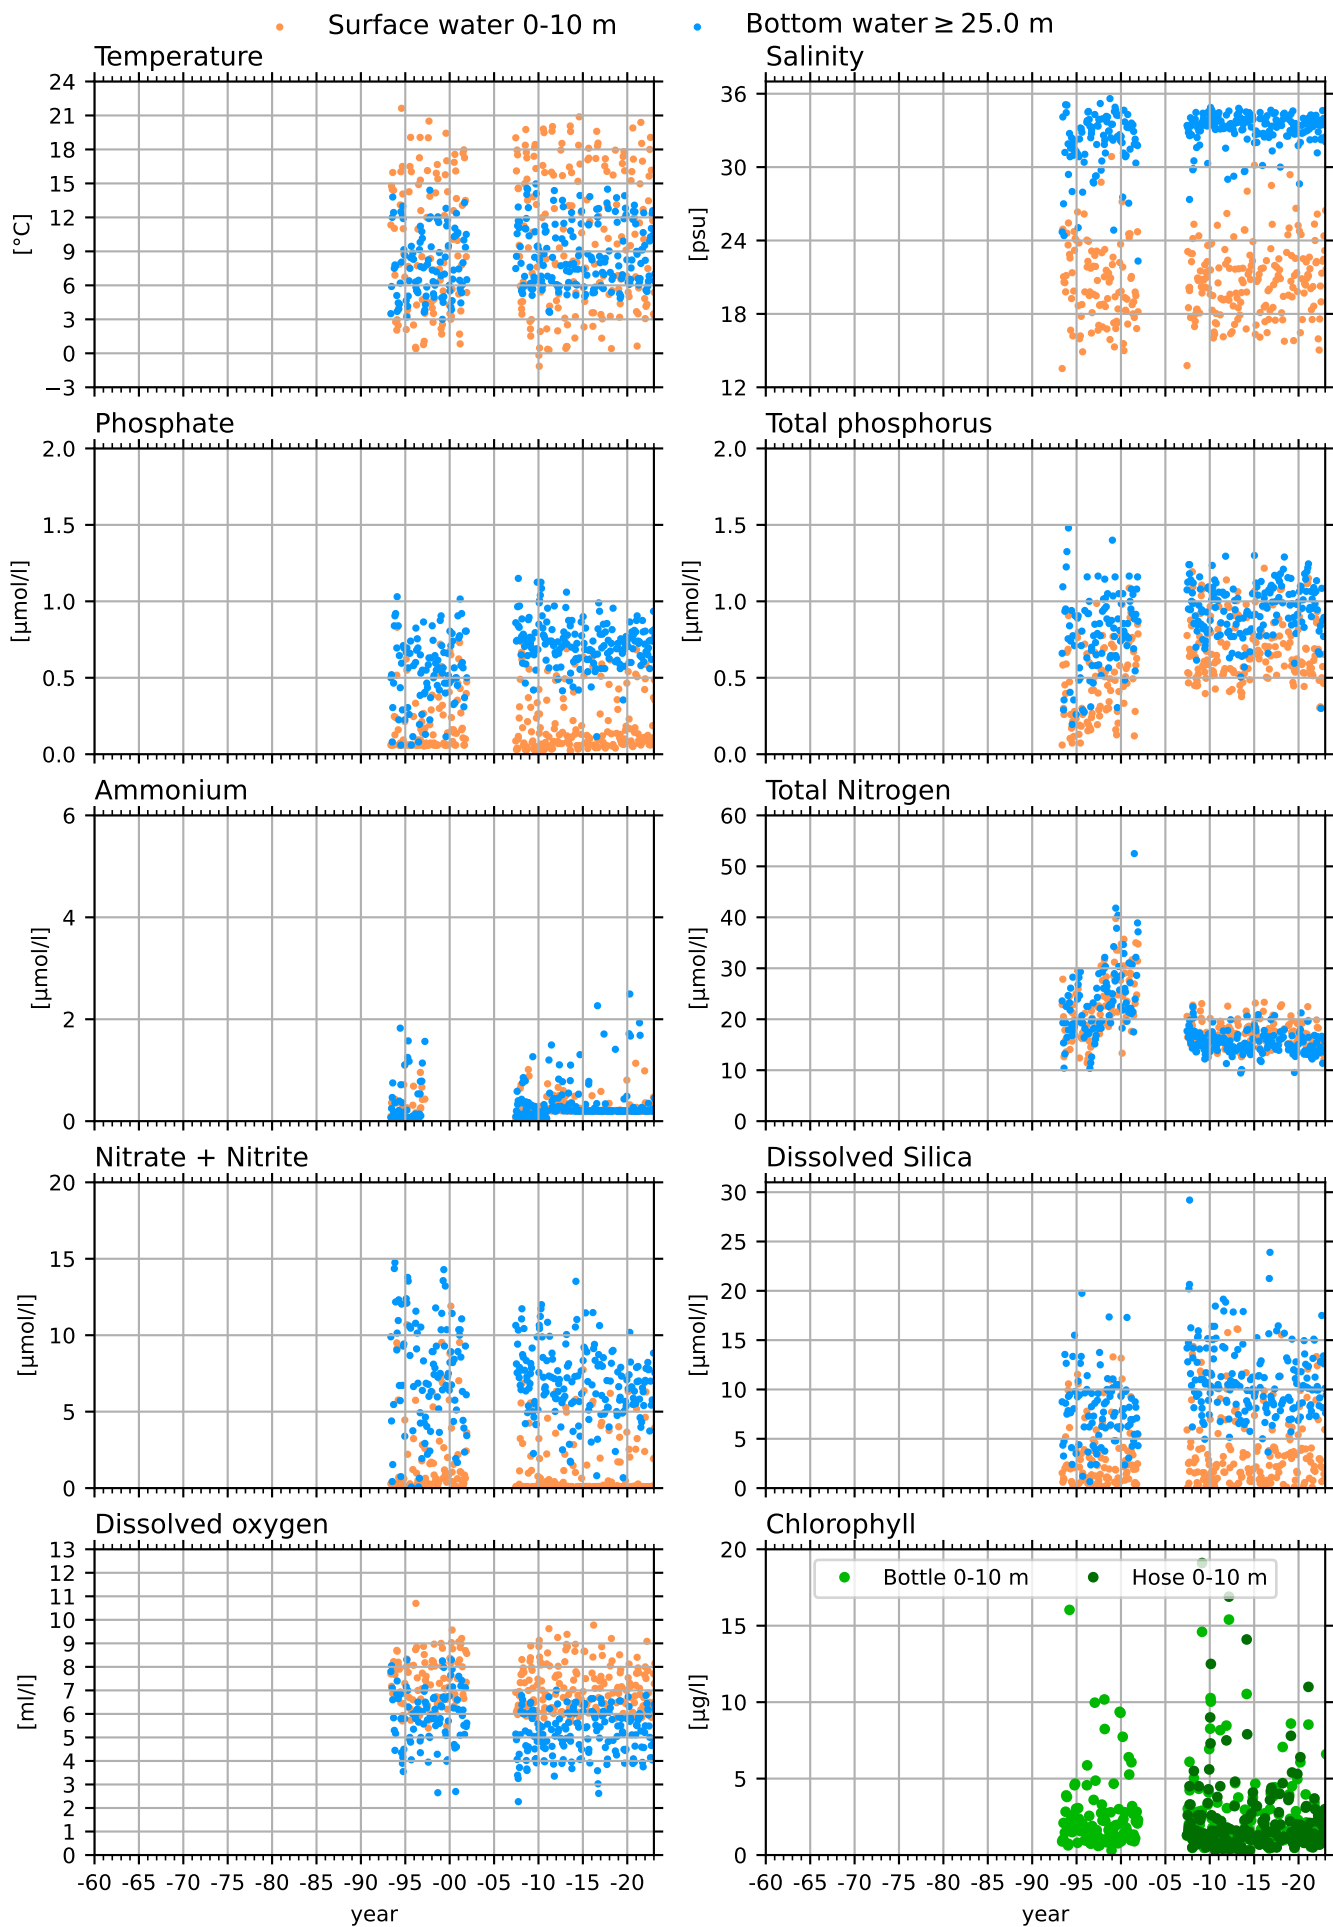 Surface water 0-10 m Bottom water ≥ 25.0 m
Temperature
24
21
18
15
12
9
6
3
0
−3
[°C]
Salinity
36
30
24
18
12
[psu]
Phosphate
2.0
1.5
1.0
0.5
0.0
[µmol/l]
Total phosphorus
2.0
1.5
1.0
0.5
0.0
[µmol/l]
Ammonium
6
4
2
0
[µmol/l]
Total Nitrogen
60
50
40
30
20
10
0
[µmol/l]
Nitrate + Nitrite
20
15
10
5
0
[µmol/l]
Dissolved Silica
30
25
20
15
10
5
0
[µmol/l]
Dissolved oxygen
13
12
11
10
9
8
7
6
5
4
3
2
1
0
[ml/l]
-60 -65 -70 -75 -80 -85 -90 -95 -00 -05 -10 -15 -20
year
Chlorophyll
Bottle 0-10 m Hose 0-10 m
20
15
10
5
0
[µg/l]
-60 -65 -70 -75 -80 -85 -90 -95 -00 -05 -10 -15 -20
year